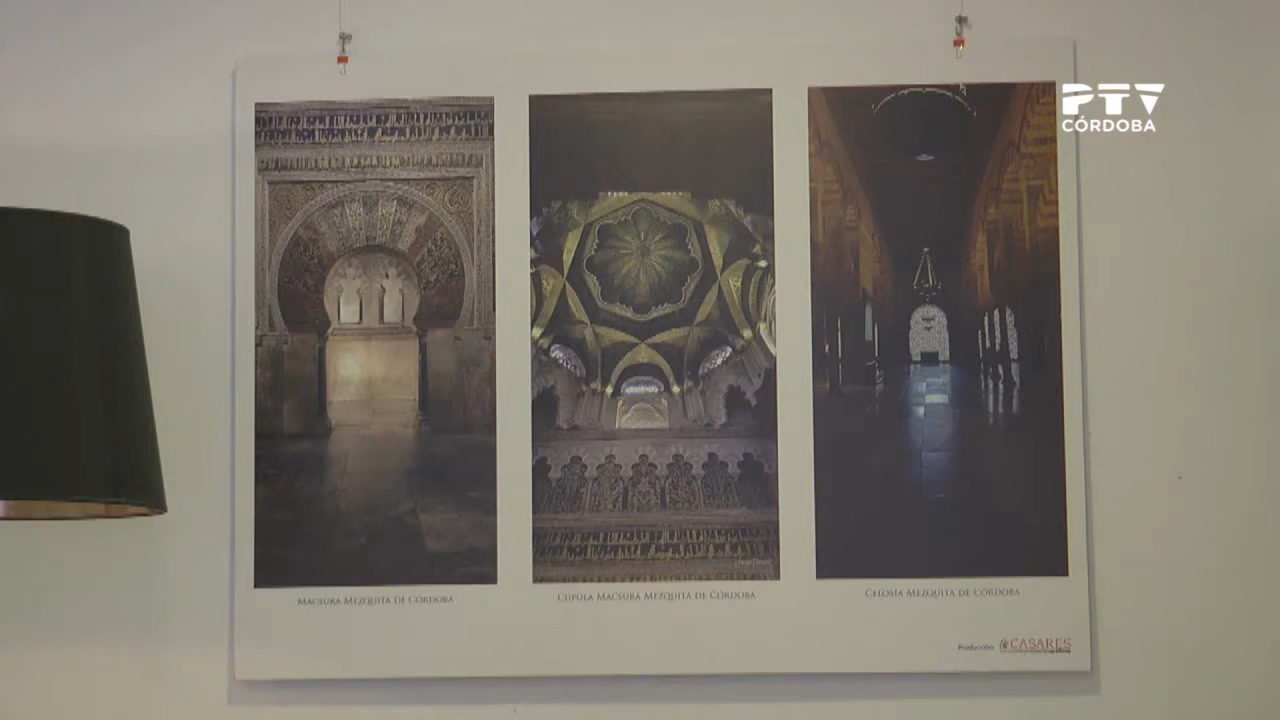 PTV
CÓRDOBA
MACSURA MEZQUITA DE CÓRDOBA
CÚPULA MACSURA MEZQUITA DE CÓRDOBA
CELOSÍA MEZQUITA DE CÓRDOBA
Producción: CASARES